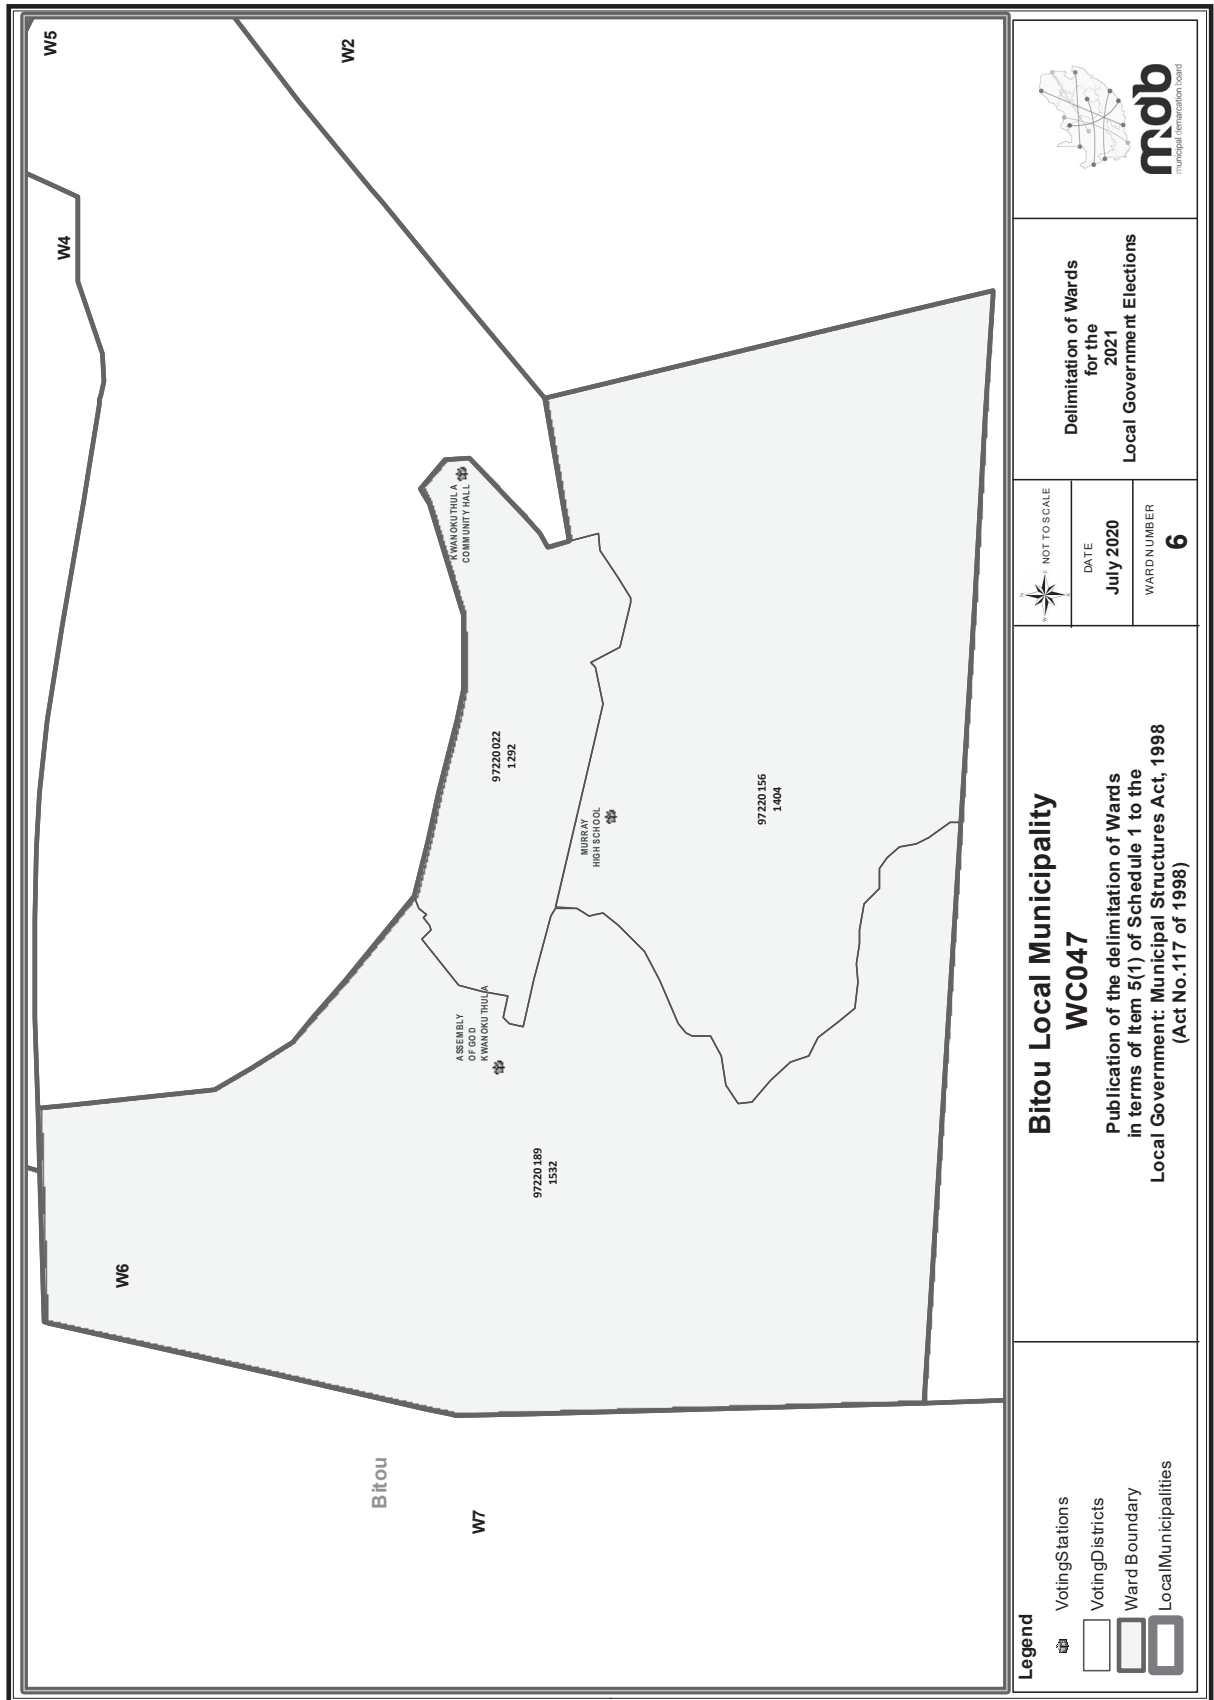 W5
W2
W4
KWANOKUTHULA
COMMUNITY HALL
97220022
1292
MURRAY
HIGH SCHOOL
97220156
1404
ASSEMBLY
OF GOD
KWANOKUTHULA
97220189
1532
W6
Bitou
W7
Legend
VotingStations
VotingDistricts
Ward Boundary
LocalMunicipalities
Bitou Local Municipality
WC047
Publication of the delimitation of Wards
in terms of Item 5(1) of Schedule 1 to the
Local Government: Municipal Structures Act, 1998
(Act No.117 of 1998)
N
W
E
S
NOT TO SCALE
DATE
July 2020
WARDNUMBER
6
Delimitation of Wards
for the
2021
Local Government Elections
mdb
municipal demarcation board